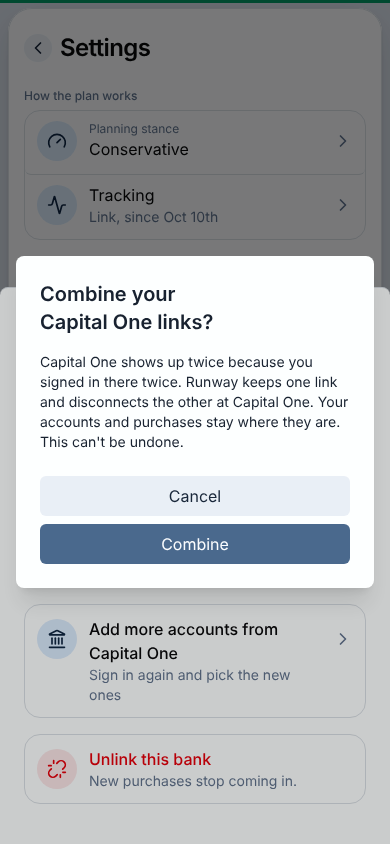 Settings
How the plan works
Planning stance
Conservative
Tracking
Link, since Oct 10th
Combine your
Capital One links?
Capital One shows up twice because you
signed in there twice. Runway keeps one link
and disconnects the other at Capital One. Your
accounts and purchases stay where they are.
This can't be undone.
Cancel
Combine
Add more accounts from
Capital One
Sign in again and pick the new
ones
Unlink this bank
New purchases stop coming in.